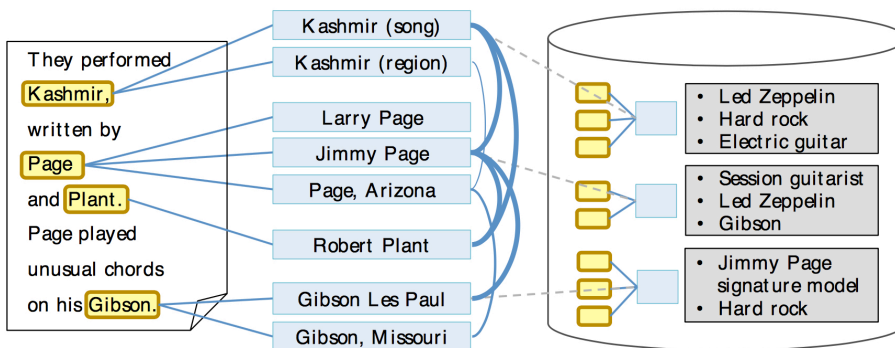 They performed
Kashmir,
written by
Page
and Plant.
Page played
unusual chords
on his Gibson.
Kashmir (song)
Kashmir (region)
Larry Page
Jimmy Page
Page, Arizona
Robert Plant
Gibson Les Paul
Gibson, Missouri
• Led Zeppelin
• Hard rock
• Electric guitar
• Session guitarist
• Led Zeppelin
• Gibson
• Jimmy Page
signature model
• Hard rock